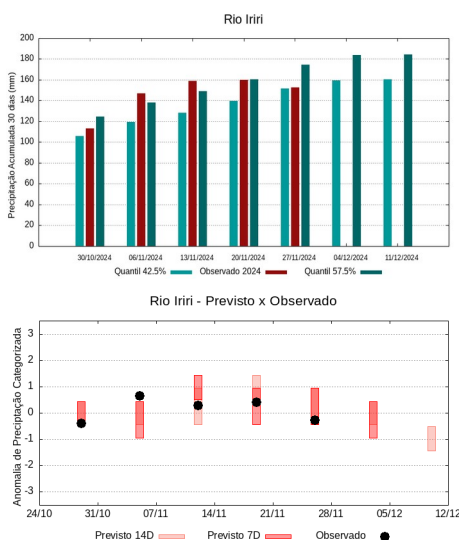 Rio Iriri
Precipitação Acumulada 30 dias (mm)
200
180
160
140
120
100
80
60
40
20
0
30/10/2024 06/11/2024 13/11/2024 20/11/2024 27/11/2024 04/12/2024 11/12/2024
Quantil 42.5% Observado 2024 Quantil 57.5%
Rio Iriri - Previsto x Observado
Anomalia de Preciptação Categorizada
3
2
1
0
-1
-2
-3
24/10 31/10 07/11 14/11 21/11 28/11 05/12 12/12
Previsto 14D Previsto 7D Observado